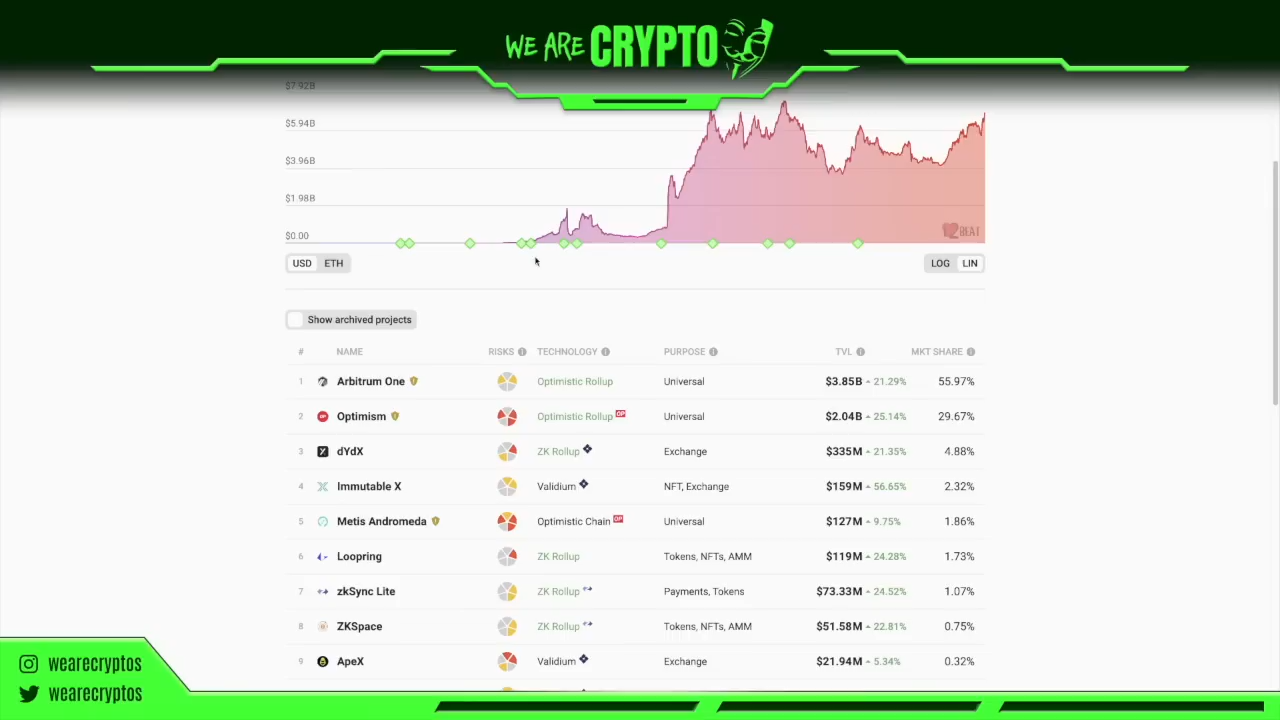 WE ARE CRYPTO
$7.92B
$5.94B
$3.96B
$1.98B
$0.00
L2BEAT
USD ETH LOG LIN
Show archived projects
# NAME RISKS TECHNOLOGY PURPOSE TVL MKT SHARE
1 Arbitrum One Optimistic Rollup Universal $3.85B 21.29% 55.97%
2 OP Optimism Optimistic Rollup OP Universal $2.04B 25.14% 29.67%
3 dYdX ZK Rollup Exchange $335M 21.35% 4.88%
4 Immutable X Validium NFT, Exchange $159M 56.65% 2.32%
5 Metis Andromeda Optimistic Chain OP Universal $127M 9.75% 1.86%
6 Loopring ZK Rollup Tokens, NFTs, AMM $119M 24.28% 1.73%
7 zkSync Lite ZK Rollup Payments, Tokens $73.33M 24.52% 1.07%
8 ZKSpace ZK Rollup Tokens, NFTs, AMM $51.58M 22.81% 0.75%
9 ApeX Validium Exchange $21.94M 5.34% 0.32%
wearecryptos
wearecryptos